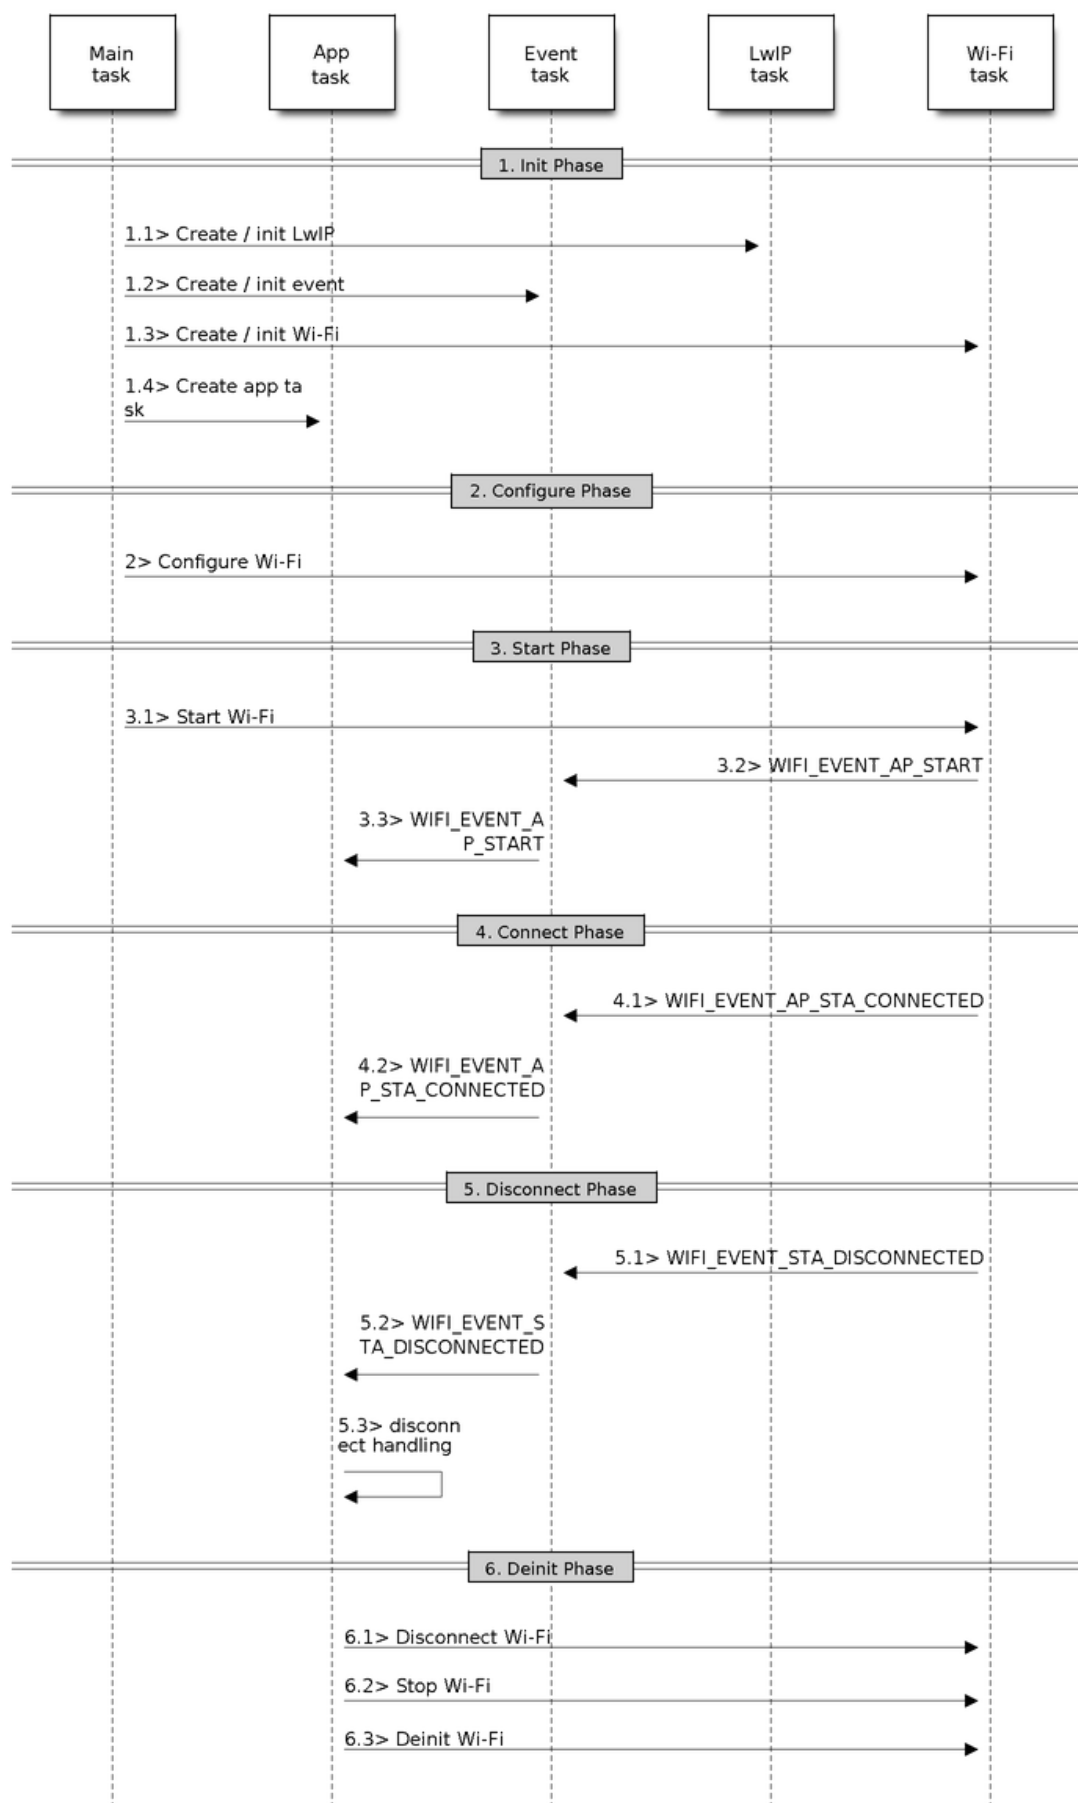 Main
task
App
task
Event
task
LwIP
task
Wi-Fi
task
1. Init Phase
1.1> Create / init LwIP
1.2> Create / init event
1.3> Create / init Wi-Fi
1.4> Create app ta
sk
2. Configure Phase
2> Configure Wi-Fi
3. Start Phase
3.1> Start Wi-Fi
3.2> WIFI_EVENT_AP_START
3.3> WIFI_EVENT_A
P_START
4. Connect Phase
4.1> WIFI_EVENT_AP_STA_CONNECTED
4.2> WIFI_EVENT_A
P_STA_CONNECTED
5. Disconnect Phase
5.1> WIFI_EVENT_STA_DISCONNECTED
5.2> WIFI_EVENT_S
TA_DISCONNECTED
5.3> disconn
ect handling
6. Deinit Phase
6.1> Disconnect Wi-Fi
6.2> Stop Wi-Fi
6.3> Deinit Wi-Fi